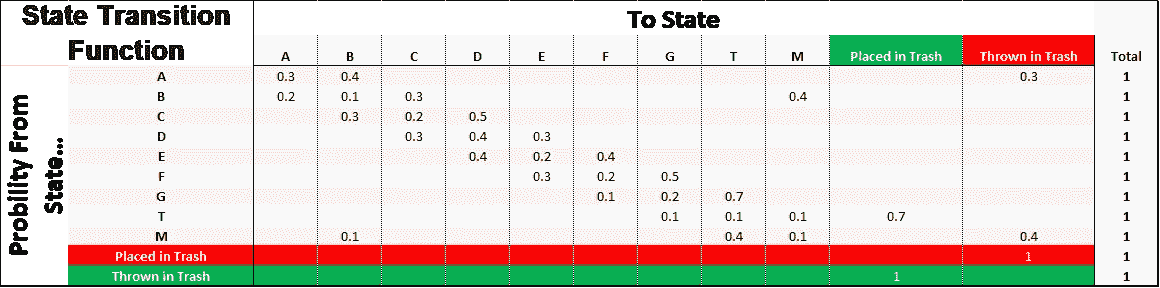 State Transition Function To State
A B C D E F G T M Placed in Trash Thrown in Trash Total
Probility From State...
A 0.3 0.4 0.3 1
B 0.2 0.1 0.3 0.4 1
C 0.3 0.2 0.5 1
D 0.3 0.4 0.3 1
E 0.4 0.2 0.4 1
F 0.3 0.2 0.5 1
G 0.1 0.2 0.7 1
T 0.1 0.1 0.1 0.7 1
M 0.1 0.4 0.1 0.4 1
Placed in Trash 1 1
Thrown in Trash 1 1